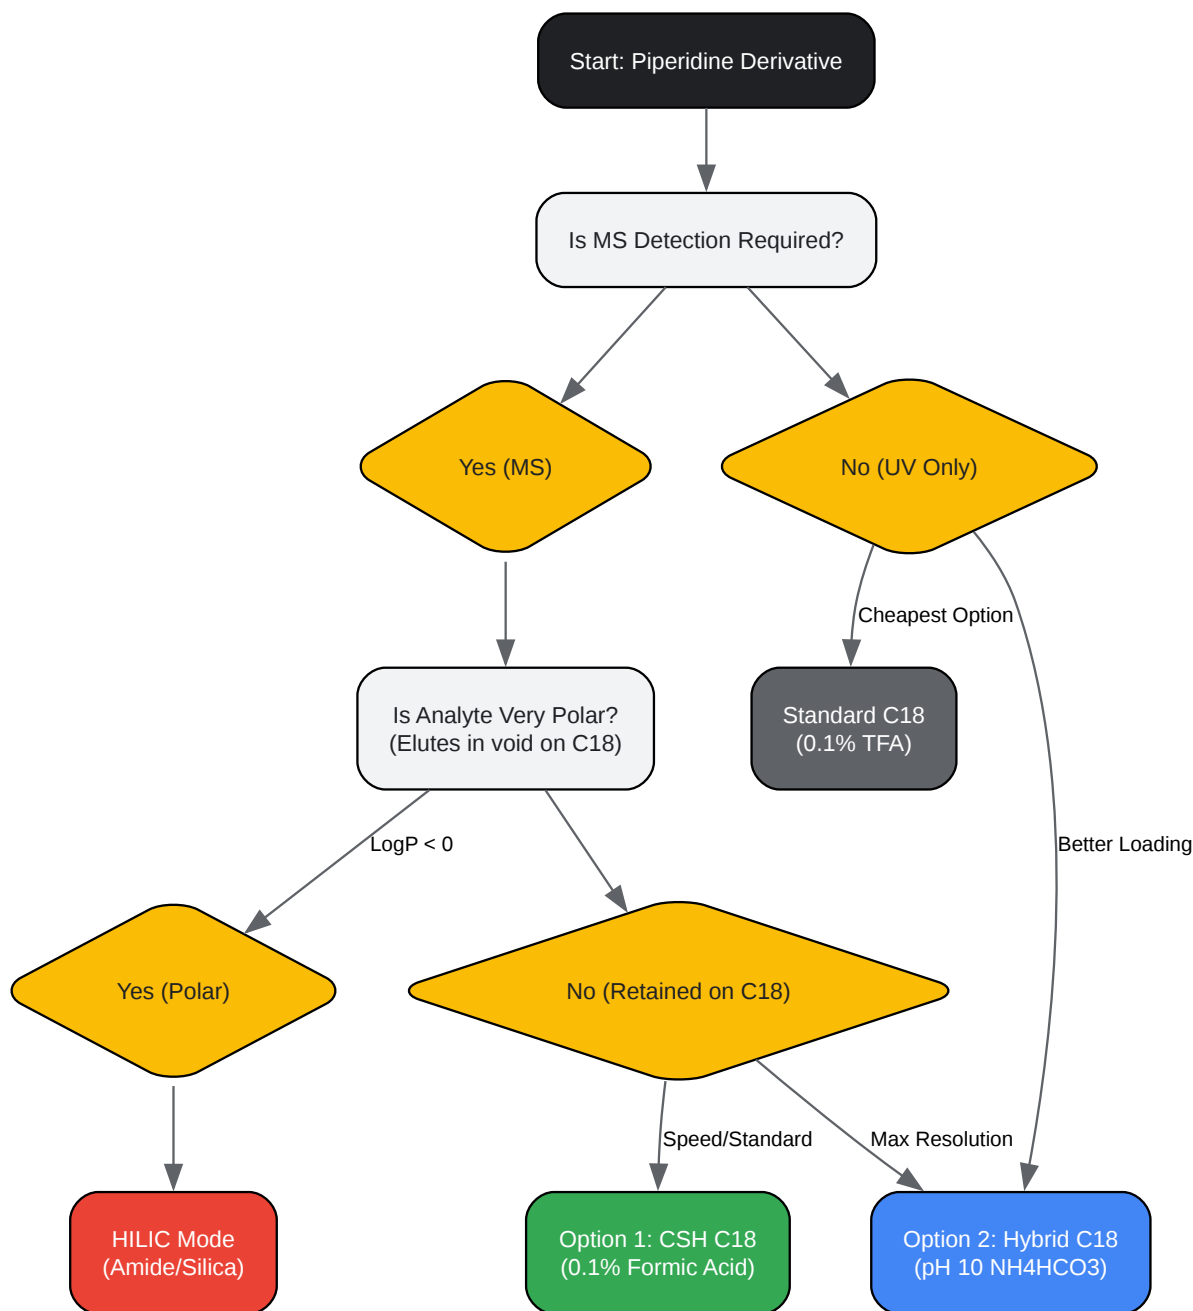 Start: Piperidine Derivative
Is MS Detection Required?
Yes (MS)
No (UV Only)
Cheapest Option
Is Analyte Very Polar?
(Elutes in void on C18)
Standard C18
(0.1% TFA)
LogP < 0
Better Loading
Yes (Polar)
No (Retained on C18)
Speed/Standard
Max Resolution
HILIC Mode
(Amide/Silica)
Option 1: CSH C18
(0.1% Formic Acid)
Option 2: Hybrid C18
(pH 10 NH4HCO3)